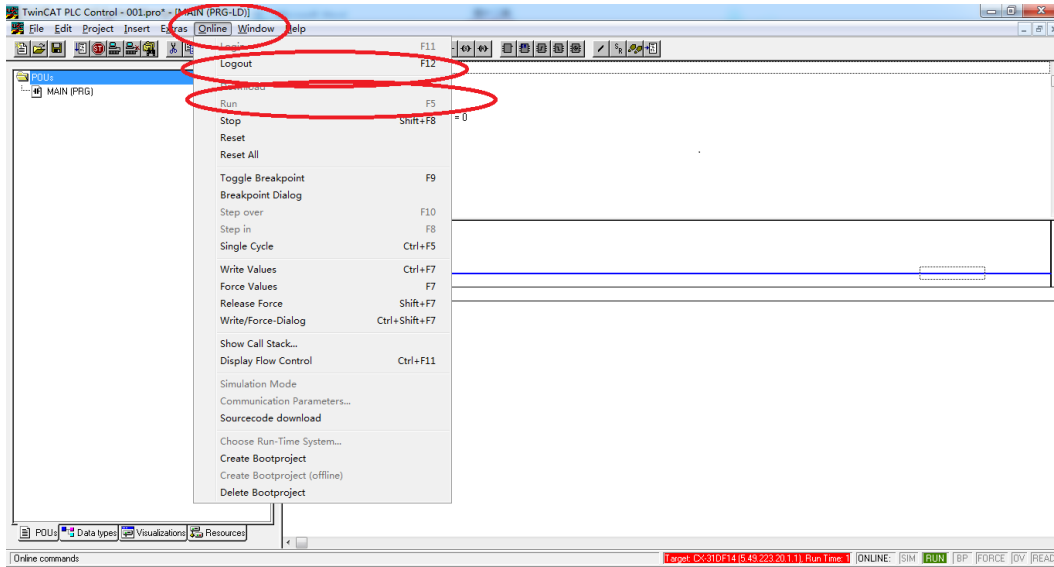 TwinCAT PLC Control - 001.pro* - [MAIN (PRG-LD)]
File Edit Project Insert Extras Online Window Help
Login F11
Logout F12
POUs
Download
MAIN (PRG)
Run F5
= 0
Stop Shift+F8
Reset
Reset All
Toggle Breakpoint F9
Breakpoint Dialog
Step over F10
Step in F8
Single Cycle Ctrl+F5
Write Values Ctrl+F7
Force Values F7
Release Force Shift+F7
Write/Force-Dialog Ctrl+Shift+F7
Show Call Stack...
Display Flow Control Ctrl+F11
Simulation Mode
Communication Parameters...
Sourcecode download
Choose Run-Time System...
Create Bootproject
Create Bootproject (offline)
Delete Bootproject
POUs Data types Visualizations Resources
Online commands Target: CX-31DF14 (5.49.223.20.1.1), Run Time: 1 ONLINE: SIM RUN BP FORCE OV READ